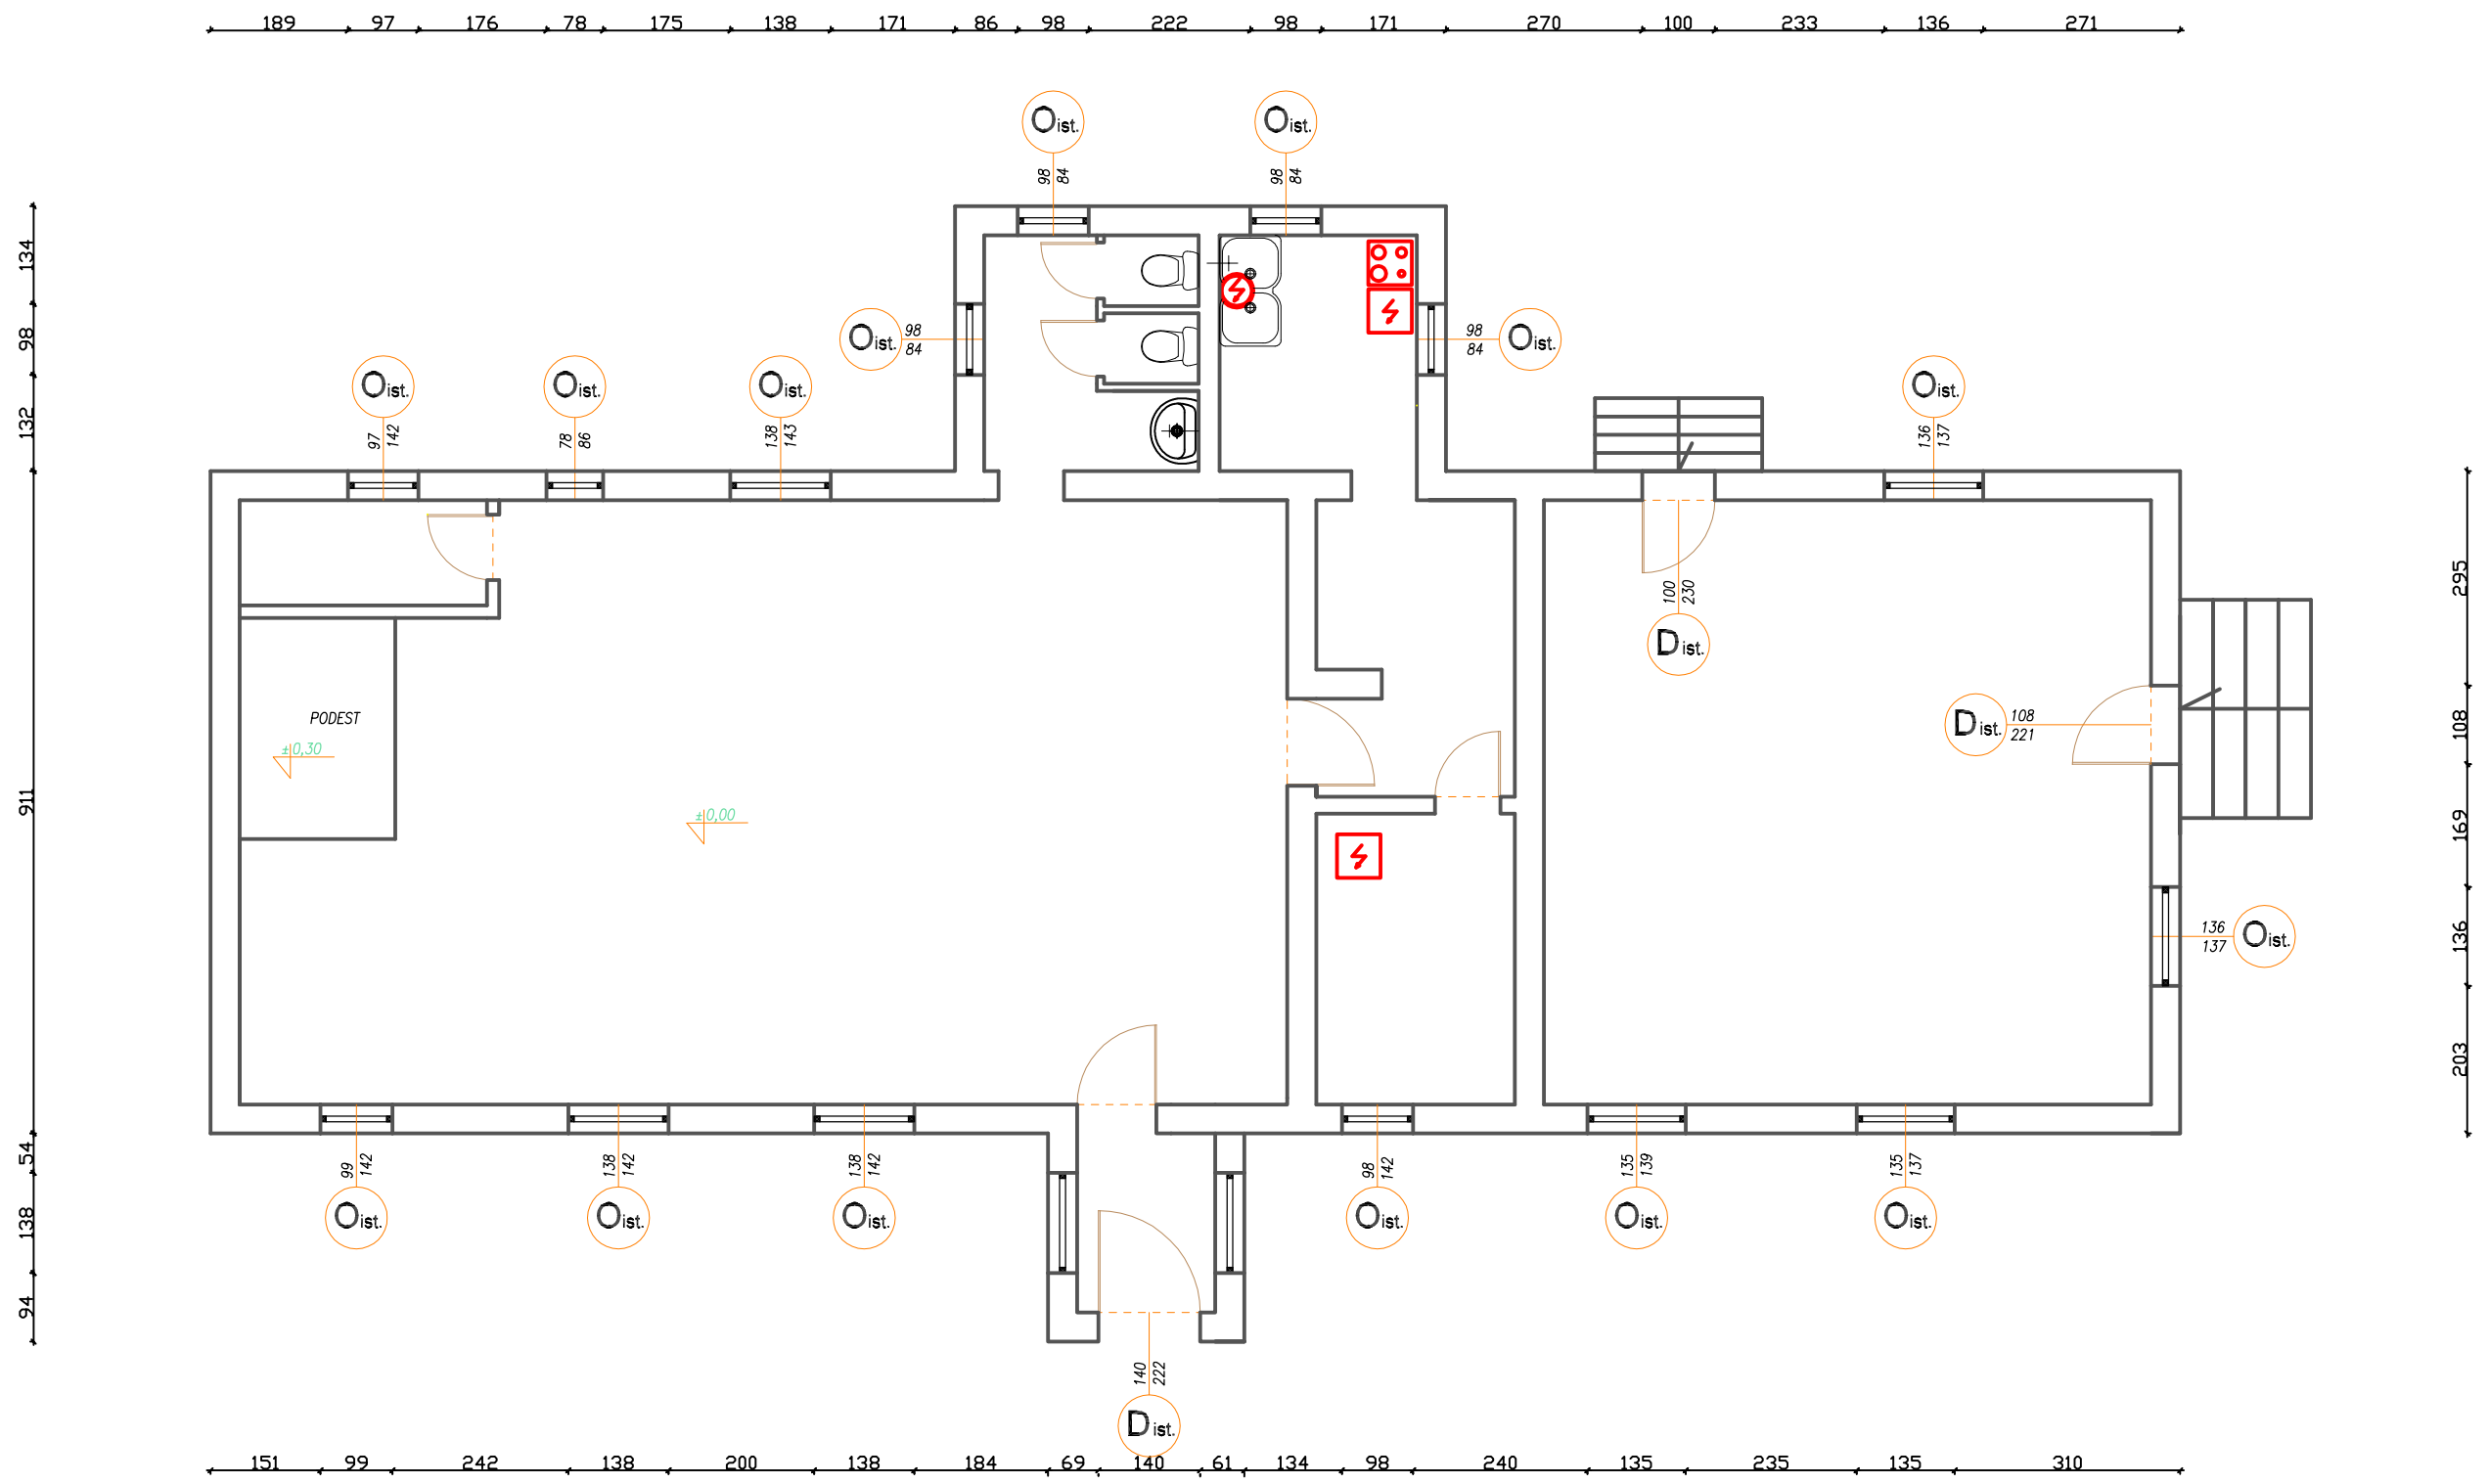 189 97 176 78 175 138 171 86 98 222 98 171 270 100 233 136 271
Oist.
98
84
Oist.
98
84
Oist.
98
84
98
84
Oist.
Oist.
97
142
Oist.
78
86
Oist.
138
143
Oist.
136
137
134
98
132
911
54
138
94
295
108
169
136
203
100
230
Dist.
PODEST
±0,30
±0,00
Dist.
108
221
136
137
Oist.
99
142
Oist.
138
142
Oist.
138
142
Oist.
98
142
Oist.
135
139
Oist.
135
137
Oist.
140
222
Dist.
151 99 242 138 200 138 184 69 140 61 134 98 240 135 235 135 310